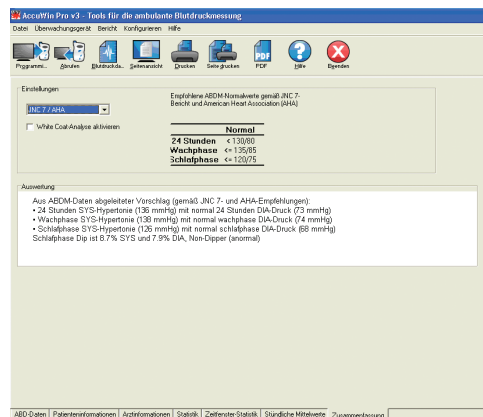 AccuWin Pro v3 - Tools für die ambulante Blutdruckmessung
Datei Überwachungsgerät Bericht Konfigurieren Hilfe
Programmi... Abrufen Blutdruckda... Seitenansicht Drucken Seite drucken PDF Hilfe Beenden
PDF
Einstellungen
JNC 7 / AHA
White Coat-Analyse aktivieren
Empfohlene ABDM-Normalwerte gemäß JNC 7-
Bericht und American Heart Association (AHA)
Normal
24 Stunden < 130/80
Wachphase <= 135/85
Schlafphase <= 120/75
Auswertung
Aus ABDM-Daten abgeleiteter Vorschlag (gemäß JNC 7- und AHA-Empfehlungen):
• 24 Stunden SYS-Hypertonie (136 mmHg) mit normal 24 Stunden DIA-Druck (73 mmHg)
• Wachphase SYS-Hypertonie (138 mmHg) mit normal wachphase DIA-Druck (74 mmHg)
• Schlafphase SYS-Hypertonie (126 mmHg) mit normal schlafphase DIA-Druck (68 mmHg)
Schlafphase Dip ist 8.7% SYS und 7.9% DIA, Non-Dipper (anormal)
ABD-Daten Patienteninformationen Arztinformationen Statistik Zeitfenster-Statistik Stündliche Mittelwerte Zusammenfassung